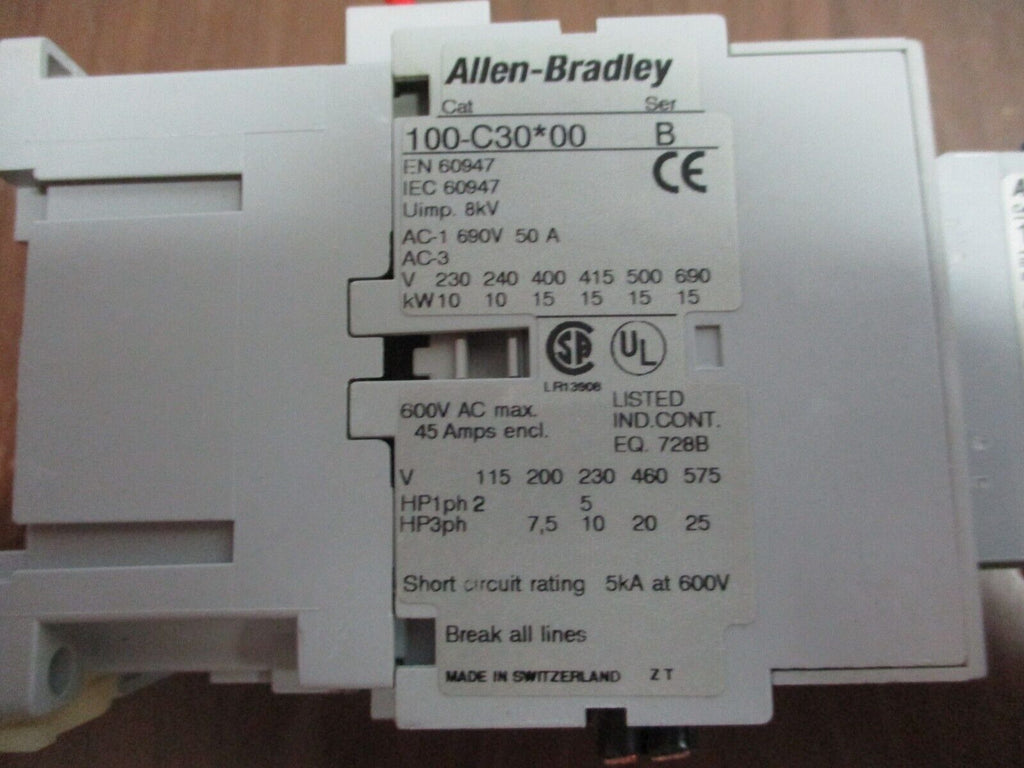 Allen-Bradley
Cat Ser
100-C30*00 B
EN 60947
IEC 60947
Uimp. 8kV
CE
AC-1 690V 50 A
AC-3
V 230 240 400 415 500 690
kW 10 10 15 15 15 15
SP UL
LR13908
600V AC max.
45 Amps encl.
LISTED
IND.CONT.
EQ. 728B
V 115 200 230 460 575
HP1ph 2 5
HP3ph 7,5 10 20 25
Short circuit rating 5kA at 600V
Break all lines
MADE IN SWITZERLAND Z T